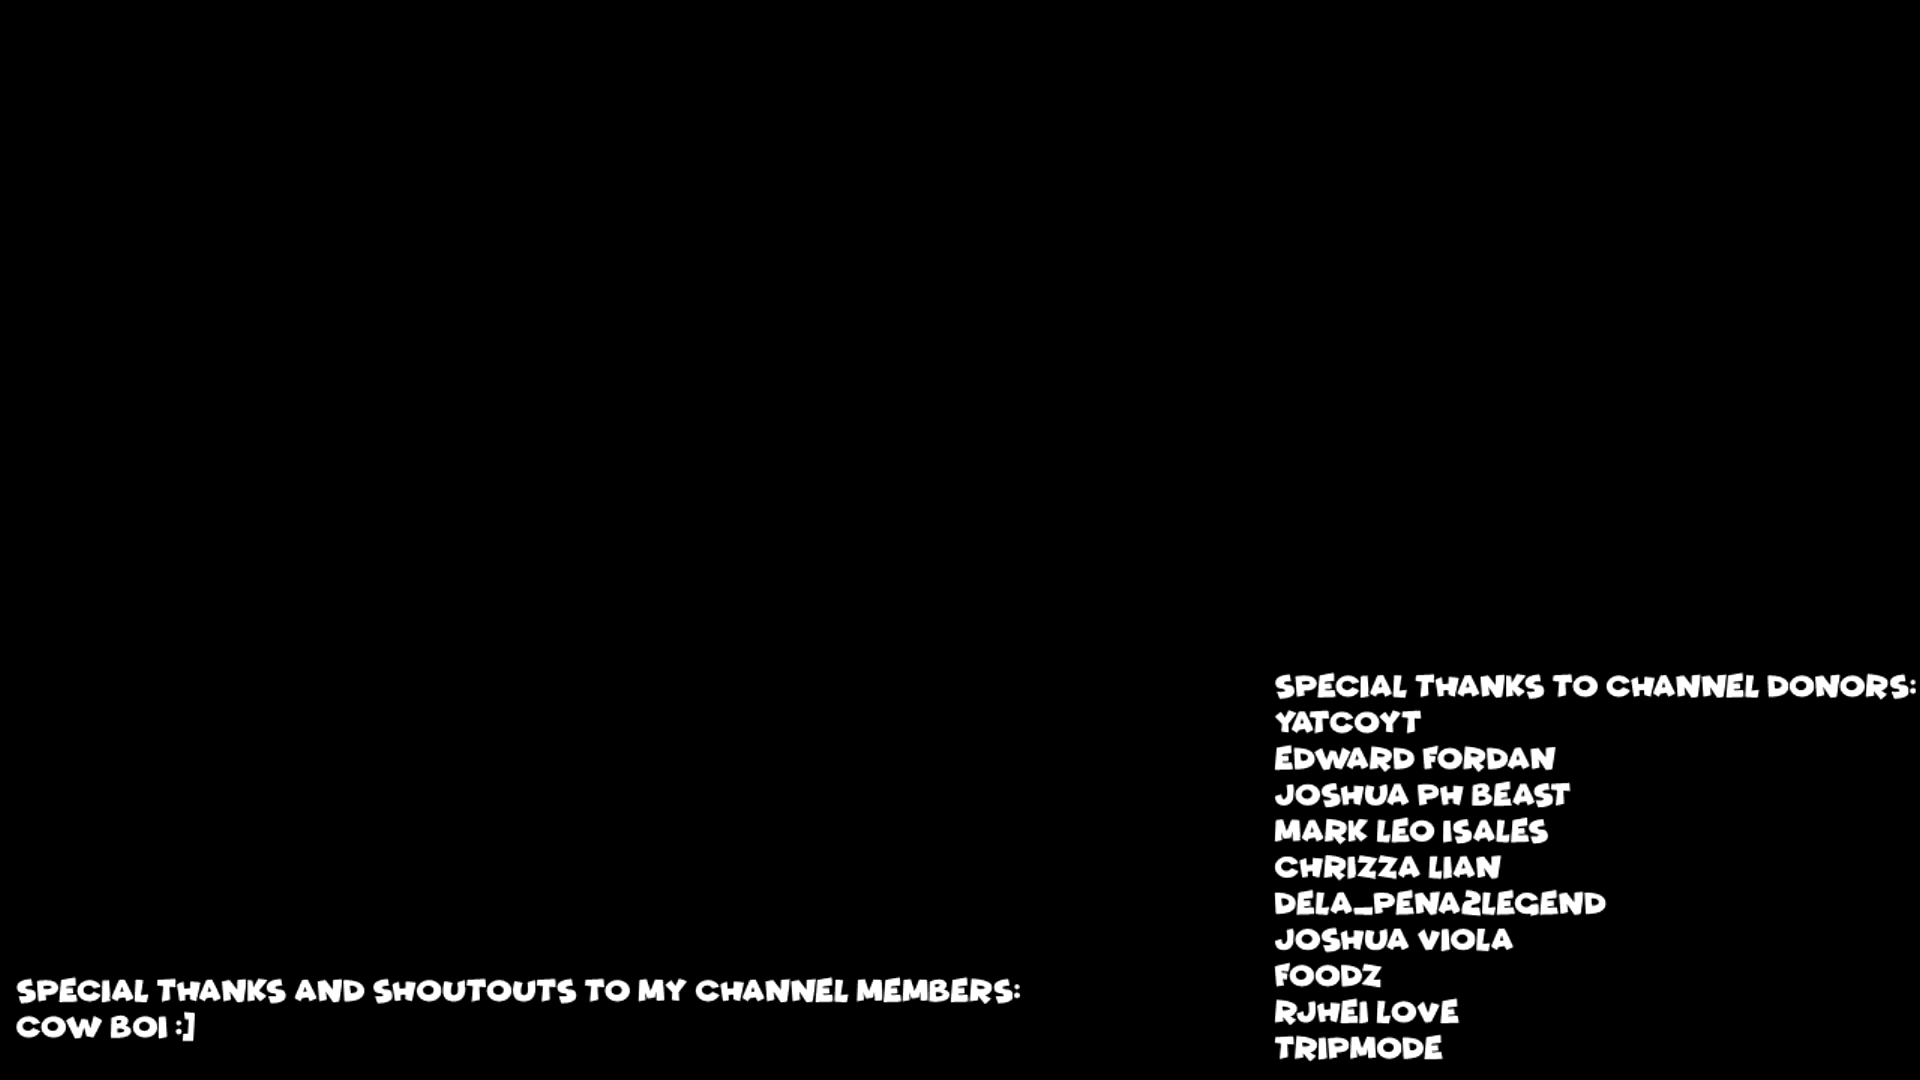 SPECIAL THANKS TO CHANNEL DONORS:
YATCOYT
EDWARD FORDAN
JOSHUA PH BEAST
MARK LEO ISALES
CHRIZZA LIAN
DELA_PENA2LEGEND
JOSHUA VIOLA
FOODZ
RJHEI LOVE
TRIPMODE
SPECIAL THANKS AND SHOUTOUTS TO MY CHANNEL MEMBERS:
COW BOI :]